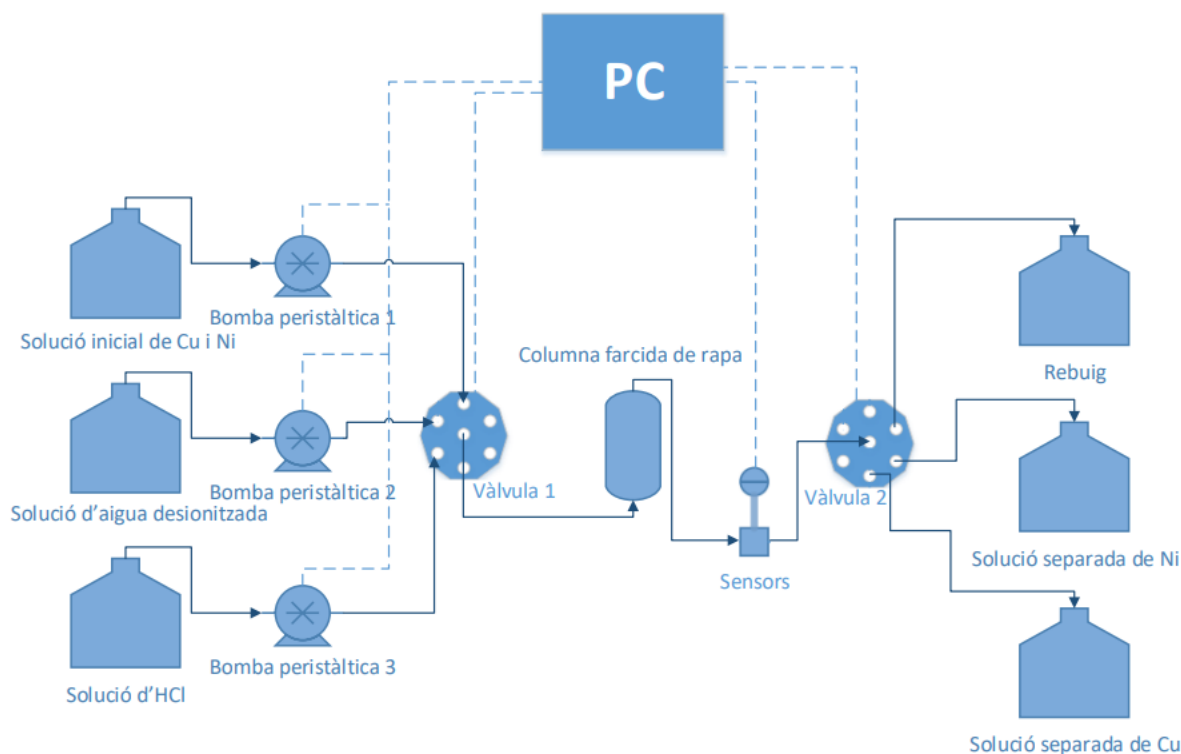 PC
Solució inicial de Cu i Ni
Bomba peristàltica 1
Columna farcida de rapa
Rebuig
Solució d'aigua desionitzada
Bomba peristàltica 2
Vàlvula 1
Vàlvula 2
Sensors
Solució separada de Ni
Solució d'HCl
Bomba peristàltica 3
Solució separada de Cu